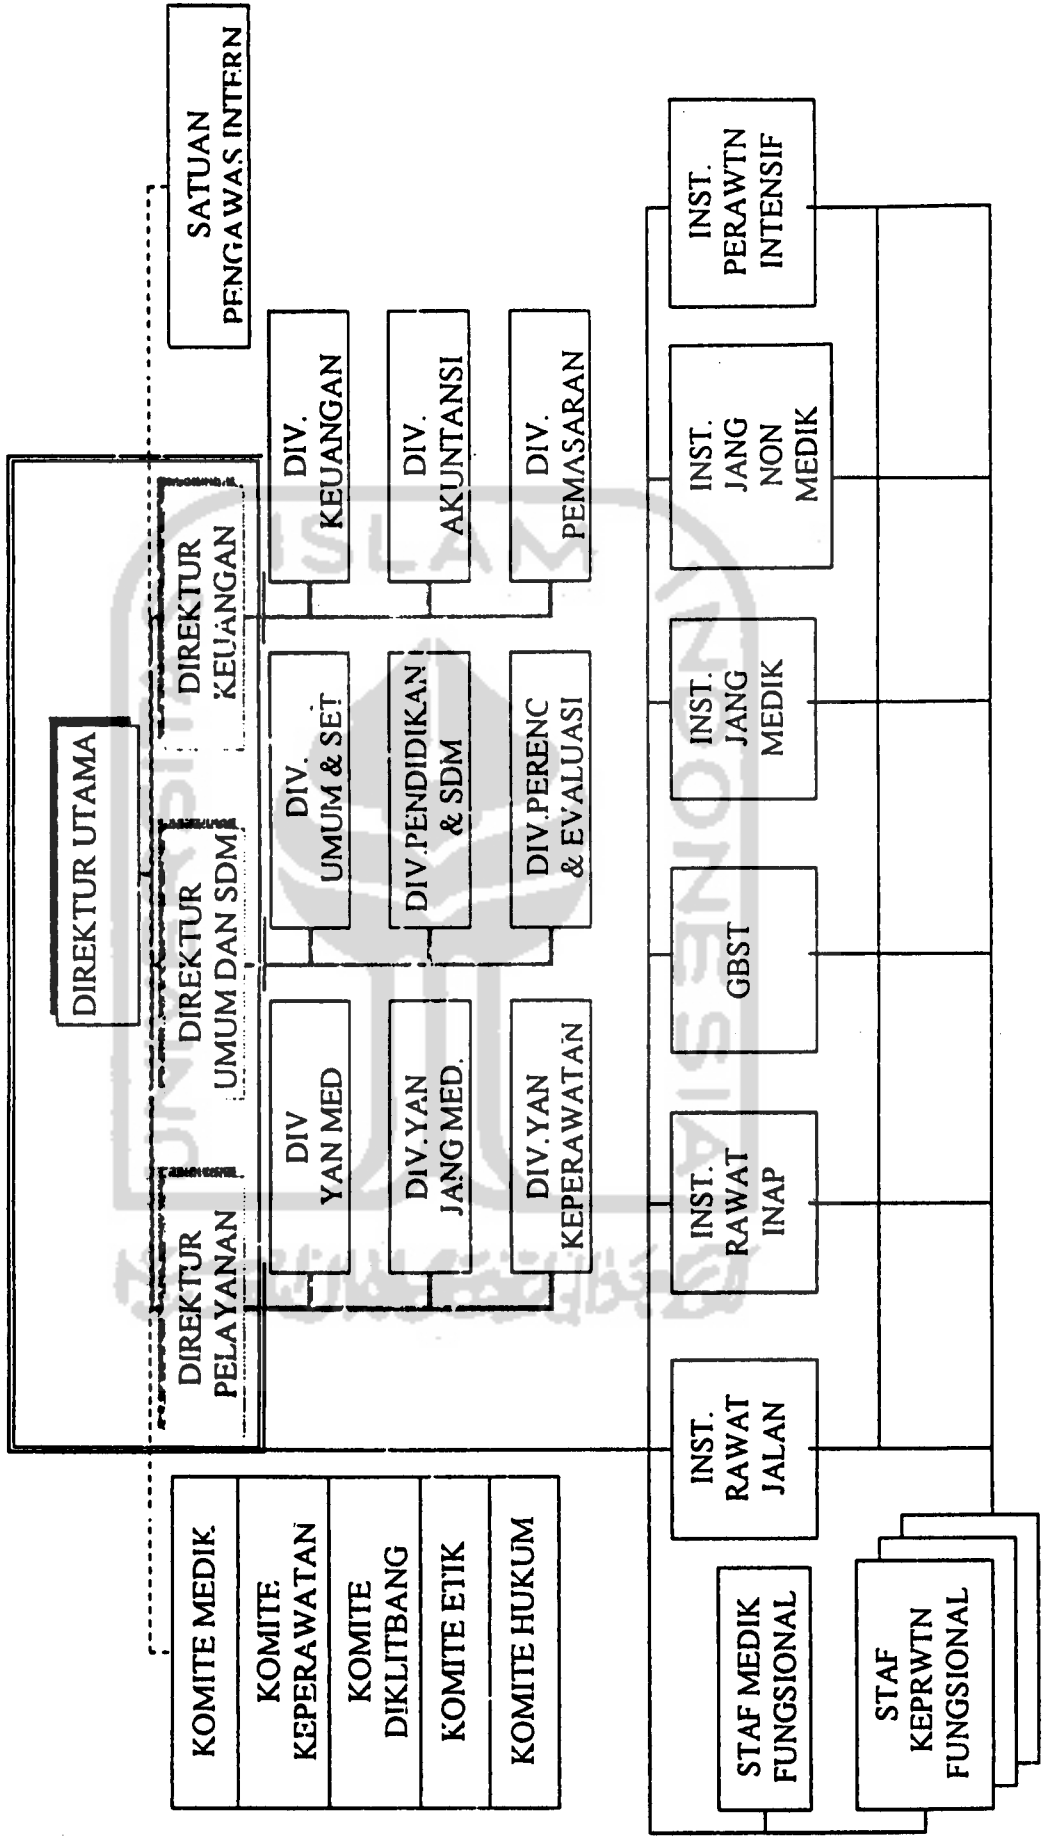 DIREKTUR UTAMA
DIREKTUR
PELAYANAN
DIREKTUR
UMUM DAN SDM
DIREKTUR
KEUANGAN
SATUAN
PENGAWAS INTERN
KOMITE MEDIK
KOMITE
KEPERAWATAN
KOMITE
DIKLITBANG
KOMITE ETIK
KOMITE HUKUM
DIV
YAN MED
DIV.YAN
JANG MED.
DIV.YAN
KEPERAWATAN
DIV.
UMUM & SET
DIV.PENDIDIKAN
& SDM
DIV.PERENC
& EVALUASI
DIV.
KEUANGAN
DIV.
AKUNTANSI
DIV.
PEMASARAN
INST.
RAWAT
JALAN
INST.
RAWAT
INAP
GBST
INST.
JANG
MEDIK
INST.
JANG
NON
MEDIK
INST.
PERAWTN
INTENSIF
STAF MEDIK
FUNGSIONAL
STAF
KEPRWTN
FUNGSIONAL
UNIVERSITAS
ISLAM
INDONESIA